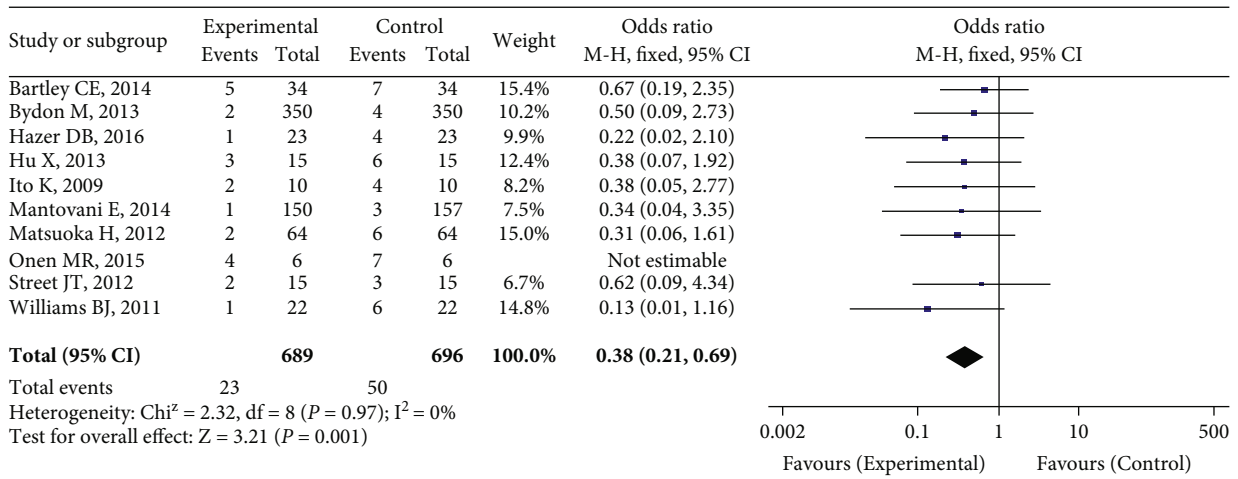 Study or subgroup Experimental Control Weight Odds ratio Odds ratio
Events Total Events Total M-H, fixed, 95% CI M-H, fixed, 95% CI
Bartley CE, 2014 5 34 7 34 15.4% 0.67 (0.19, 2.35)
Bydon M, 2013 2 350 4 350 10.2% 0.50 (0.09, 2.73)
Hazer DB, 2016 1 23 4 23 9.9% 0.22 (0.02, 2.10)
Hu X, 2013 3 15 6 15 12.4% 0.38 (0.07, 1.92)
Ito K, 2009 2 10 4 10 8.2% 0.38 (0.05, 2.77)
Mantovani E, 2014 1 150 3 157 7.5% 0.34 (0.04, 3.35)
Matsuoka H, 2012 2 64 6 64 15.0% 0.31 (0.06, 1.61)
Onen MR, 2015 4 6 7 6 Not estimable
Street JT, 2012 2 15 3 15 6.7% 0.62 (0.09, 4.34)
Williams BJ, 2011 1 22 6 22 14.8% 0.13 (0.01, 1.16)
Total (95% CI) 689 696 100.0% 0.38 (0.21, 0.69)
Total events 23 50
Heterogeneity: Chiᶻ = 2.32, df = 8 (P = 0.97); I² = 0%
Test for overall effect: Z = 3.21 (P = 0.001)
0.002 0.1 1 10 500
Favours (Experimental) Favours (Control)